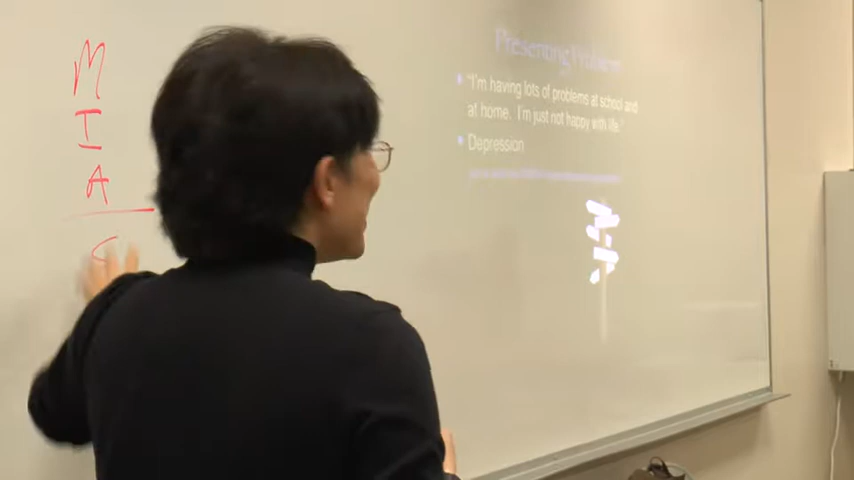 M
I
A
C
Presenting Problem
• "I'm having lots of problems at school and
at home. I'm just not happy with life."
• Depression